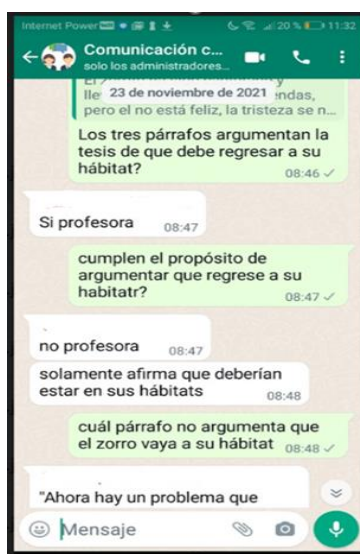 Internet Power
20 % 11:32
Comunicación c...
solo los administradores...
23 de noviembre de 2021
pero el no está feliz, la tristeza se n...
Los tres párrafos argumentan la
tesis de que debe regresar a su
hábitat?
08:46
Si profesora
08:47
cumplen el propósito de
argumentar que regrese a su
habitatr?
08:47
no profesora
08:47
solamente afirma que deberían
estar en sus hábitats
08:48
cuál párrafo no argumenta que
el zorro vaya a su hábitat
08:48
"Ahora hay un problema que
Mensaje